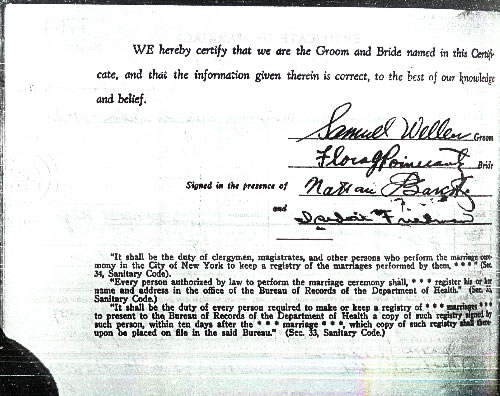 WE hereby certify that we are the Groom and Bride named in this Certifi-
cate, and that the information given therein is correct, to the best of our knowledge
and belief.
Samuel Weller Groom
Flora Pomerantz Bride
Signed in the presence of Nathan
and Friedman
"It shall be the duty of clergymen, magistrates, and other persons who perform the marriage cere-
mony in the City of New York to keep a registry of the marriages performed by them, * * *" (Sec.
34, Sanitary Code).
"Every person authorized by law to perform the marriage ceremony shall, * * * register his or her
name and address in the office of the Bureau of Records of the Department of Health." (Sec. 33,
Sanitary Code.)
"It shall be the duty of every person required to make or keep a registry of * * * marriages * * *
to present to the Bureau of Records of the Department of Health a copy of such registry signed by
such person, within ten days after the * * * marriage * * *, which copy of such registry shall there-
upon be placed on file in the said Bureau." (Sec. 33, Sanitary Code.)